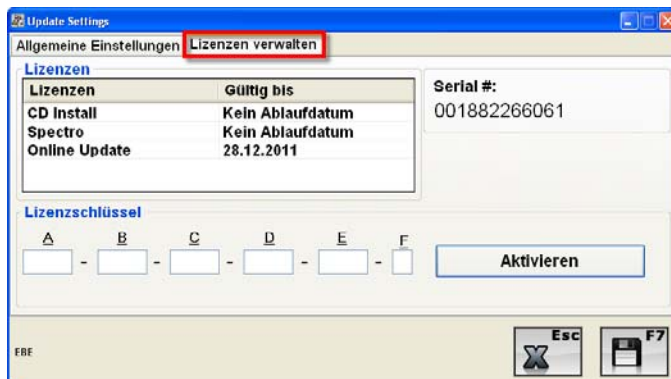 Update Settings
Allgemeine Einstellungen Lizenzen verwalten
Lizenzen
Lizenzen Gültig bis
CD Install Kein Ablaufdatum
Spectro Kein Ablaufdatum
Online Update 28.12.2011
Serial #:
001882266061
Lizenzschlüssel
A B C D E F
- - - - -
Aktivieren
EBE
Esc F7